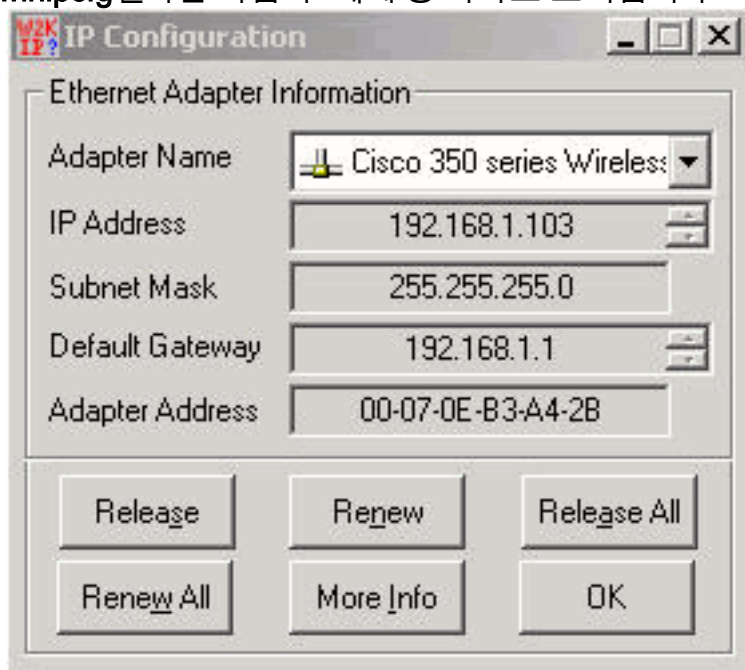 W2K IP? IP Configuration
Ethernet Adapter Information
Adapter Name Cisco 350 series Wireless
IP Address 192.168.1.103
Subnet Mask 255.255.255.0
Default Gateway 192.168.1.1
Adapter Address 00-07-0E-B3-A4-2B
Release Renew Release All
Renew All More Info OK